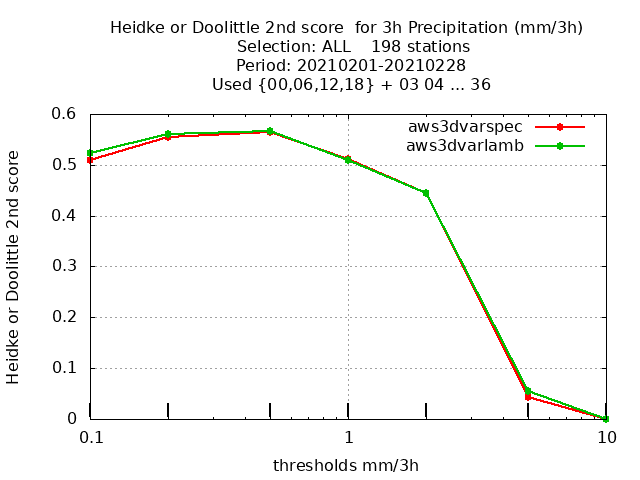 Heidke or Doolittle 2nd score  for 3h Precipitation (mm/3h)
Selection: ALL    198 stations
Period: 20210201-20210228
Used {00,06,12,18} + 03 04 ... 36
aws3dvarspec
aws3dvarlamb
0.6
0.5
0.4
0.3
0.2
0.1
0
Heidke or Doolittle 2nd score
0.1
1
10
thresholds mm/3h